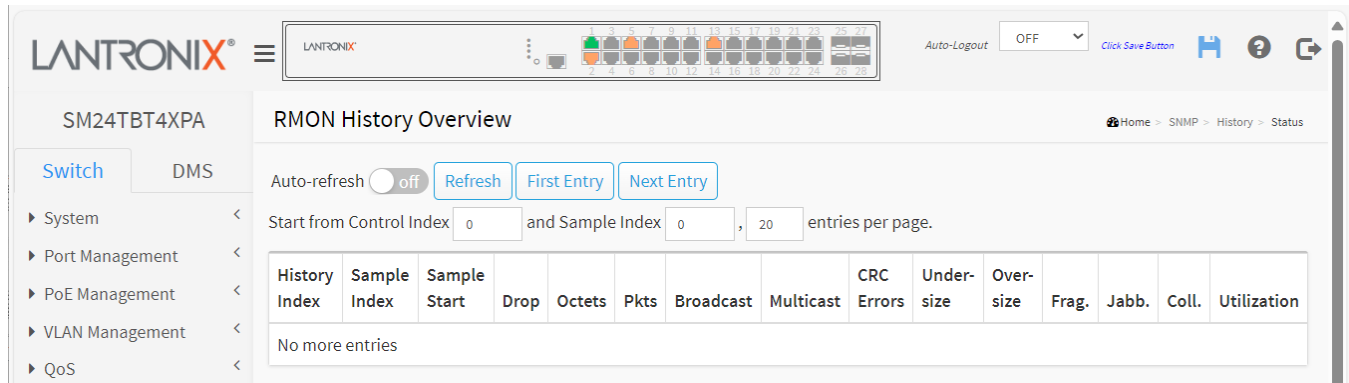 LANTRONIX®
LANTRONIX
1 3 5 7 9 11 13 15 17 19 21 23 25 27
2 4 6 8 10 12 14 16 18 20 22 24 26 28
Auto-Logout OFF Click Save Button
SM24TBT4XPA
RMON History Overview
Home > SNMP > History > Status
Switch DMS
Auto-refresh off Refresh First Entry Next Entry
System
Start from Control Index 0 and Sample Index 0 , 20 entries per page.
Port Management
PoE Management
VLAN Management
QoS
History Index Sample Index Sample Start Drop Octets Pkts Broadcast Multicast CRC Errors Under-size Over-size Frag. Jabb. Coll. Utilization
No more entries